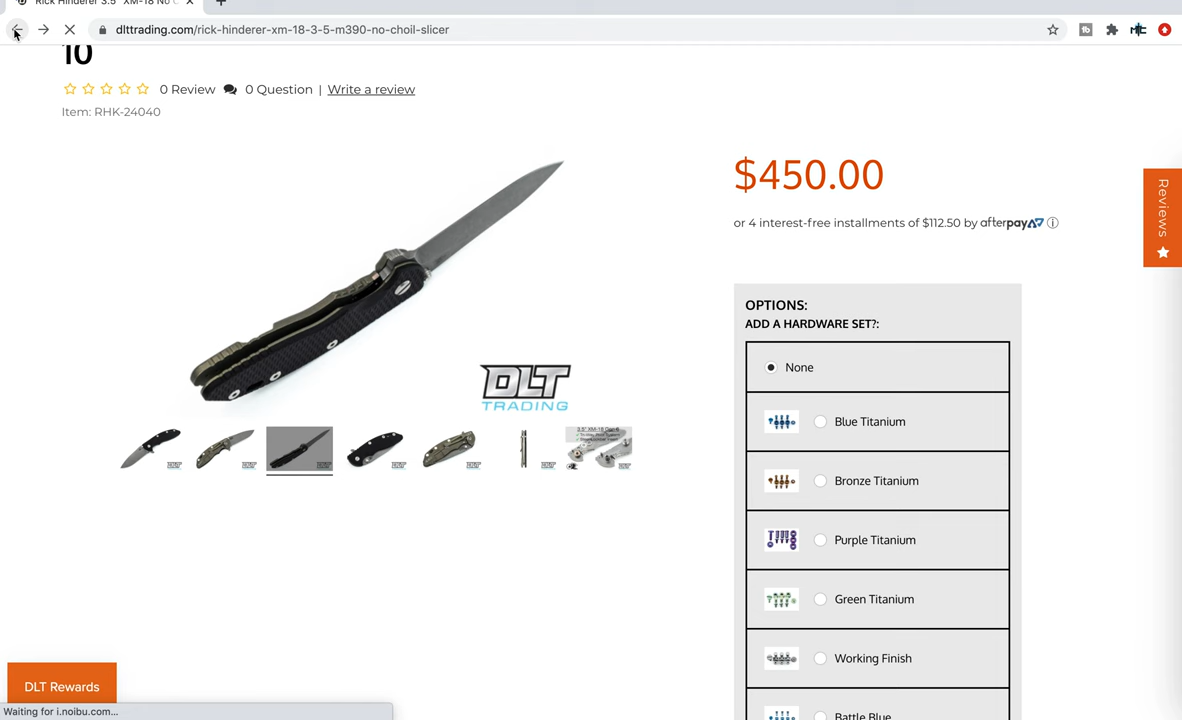 Rick Hinderer 3.5" XM-18 No C
dlttrading.com/rick-hinderer-xm-18-3-5-m390-no-choil-slicer
10
0 Review 0 Question | Write a review
Item: RHK-24040
$450.00
or 4 interest-free installments of $112.50 by afterpay
Reviews
DLT
TRADING
OPTIONS:
ADD A HARDWARE SET?:
None
Blue Titanium
Bronze Titanium
Purple Titanium
Green Titanium
Working Finish
Battle Blue
DLT Rewards
Waiting for i.noibu.com...